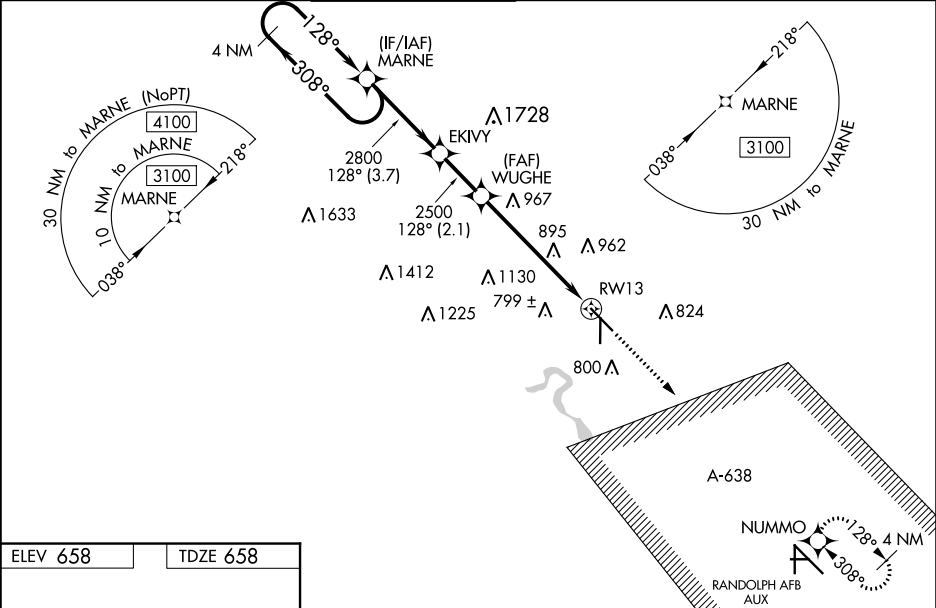 128°
4 NM
308°
(IF/IAF)
MARNE
30 NM to MARNE (NoPT)
4100
10 NM to MARNE
3100
MARNE
218°
038°
218°
MARNE
3100
038°
30 NM to MARNE
1728
EKIVY
2800
128° (3.7)
(FAF)
WUGHE
967
1633
2500
128° (2.1)
895
962
1412
1130
799 ±
RW13
1225
824
800
A-638
NUMMO
128°
4 NM
308°
RANDOLPH AFB
AUX
ELEV 658
TDZE 658